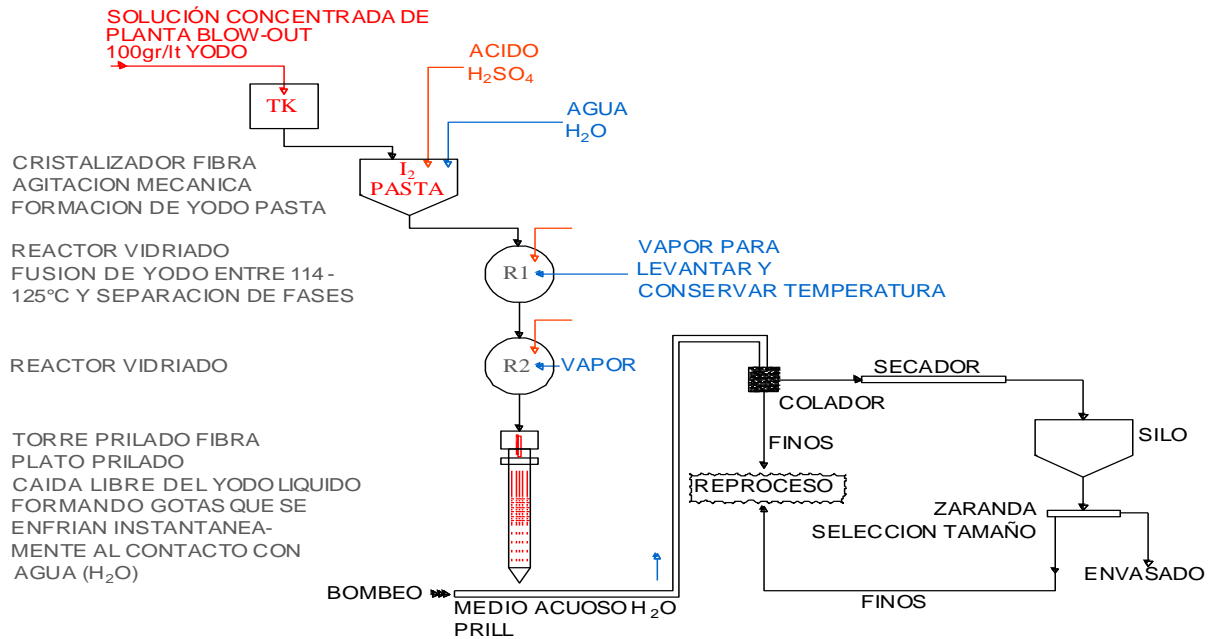 SOLUCIÓN CONCENTRADA DE
PLANTA BLOW-OUT
100gr/lt YODO
ACIDO
H₂SO₄
TK
AGUA
H₂O
CRISTALIZADOR FIBRA
AGITACION MECANICA
FORMACION DE YODO PASTA
I₂
PASTA
REACTOR VIDRIADO
FUSION DE YODO ENTRE 114 -
125°C Y SEPARACION DE FASES
R1
VAPOR PARA
LEVANTAR Y
CONSERVAR TEMPERATURA
REACTOR VIDRIADO
R2
VAPOR
SECADOR
COLADOR
TORRE PRILADO FIBRA
PLATO PRILADO
CAIDA LIBRE DEL YODO LIQUIDO
FORMANDO GOTAS QUE SE
ENFRIAN INSTANTANEA-
MENTE AL CONTACTO CON
AGUA (H₂O)
FINOS
SILO
REPROCESO
ZARANDA
SELECCION TAMAÑO
ENVASADO
FINOS
BOMBEO
MEDIO ACUOSO H₂O
PRILL